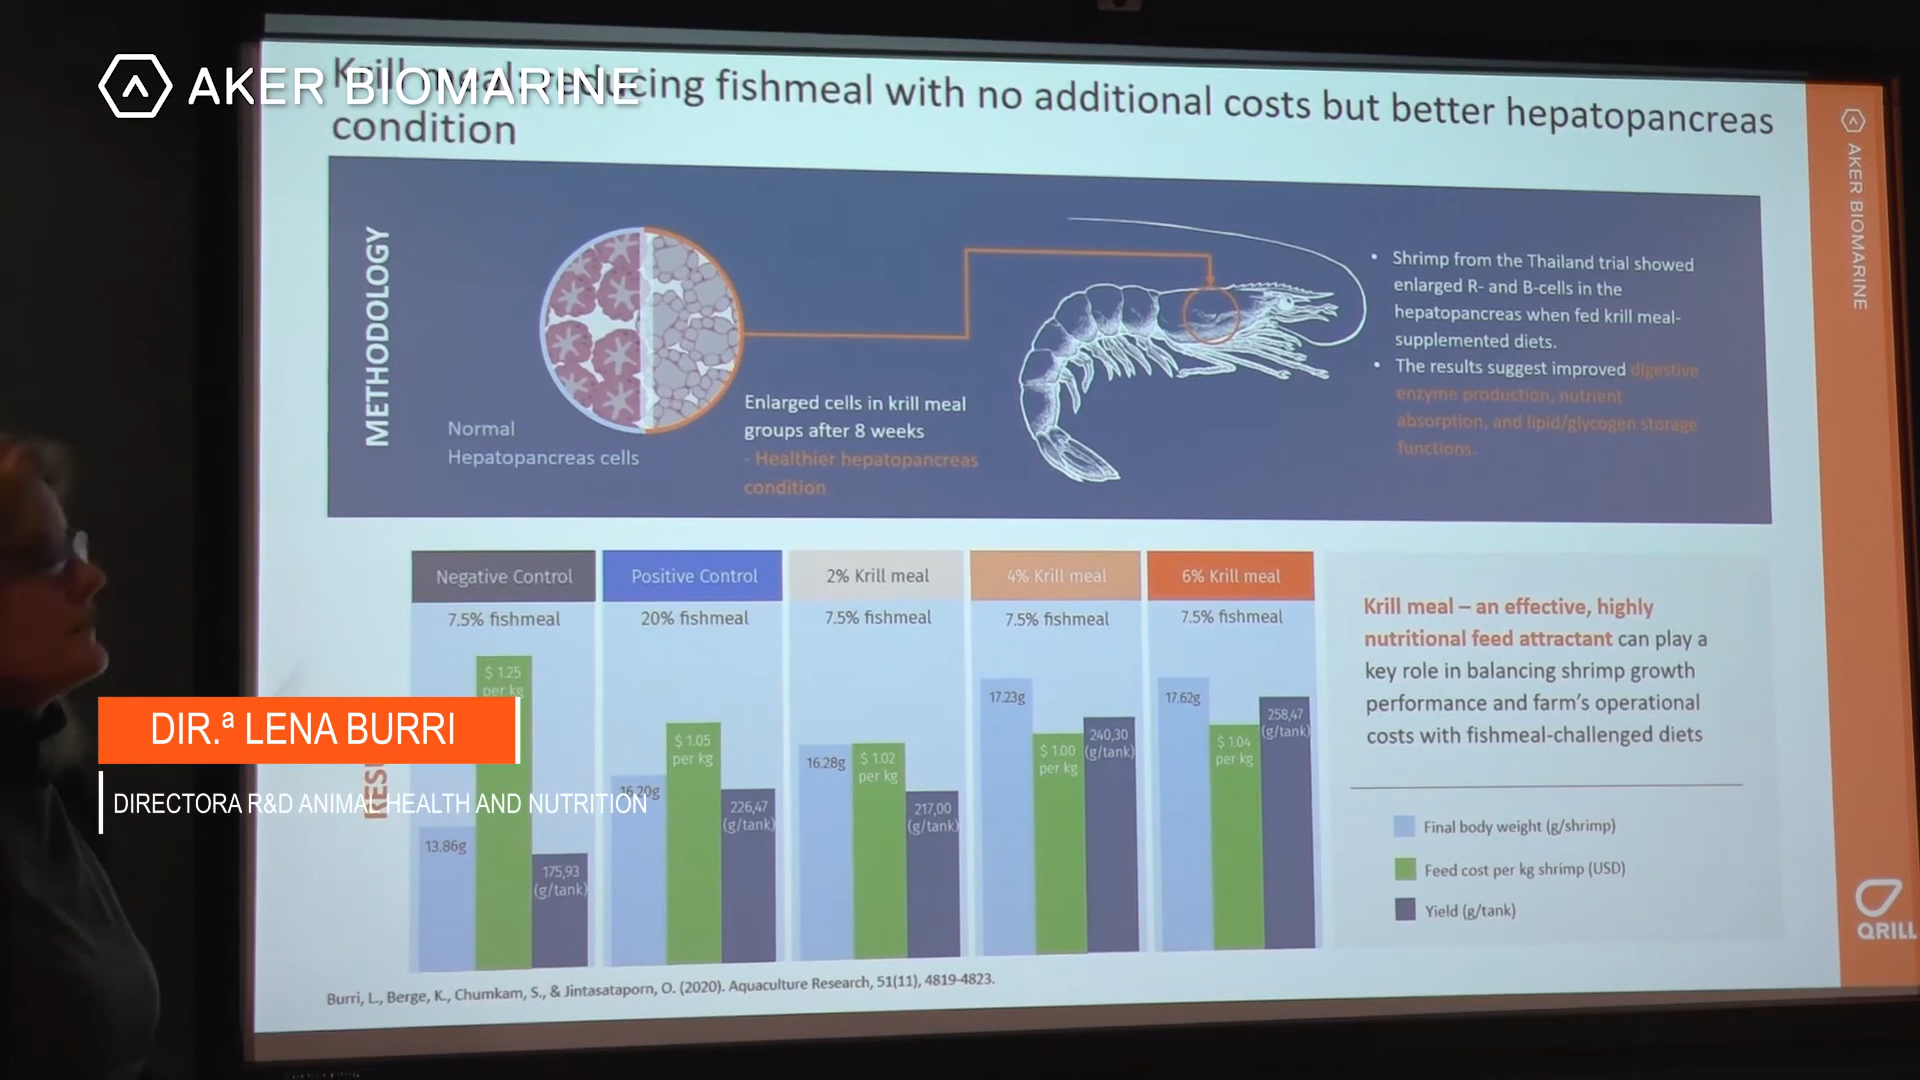 AKER BIOMARINE
Krill meal reducing fishmeal with no additional costs but better hepatopancreas
condition
AKER BIOMARINE
METHODOLOGY
Normal
Hepatopancreas cells
Enlarged cells in krill meal
groups after 8 weeks
- Healthier hepatopancreas
condition
• Shrimp from the Thailand trial showed
enlarged R- and B-cells in the
hepatopancreas when fed krill meal-
supplemented diets.
• The results suggest improved digestive
enzyme production, nutrient
absorption, and lipid/glycogen storage
functions.
Negative Control
7.5% fishmeal
13.86g
$ 1.25
per kg
175,93
(g/tank)
Positive Control
20% fishmeal
16.20g
$ 1.05
per kg
226,47
(g/tank)
2% Krill meal
7.5% fishmeal
16.28g
$ 1.02
per kg
217,00
(g/tank)
4% Krill meal
7.5% fishmeal
17.23g
$ 1.00
per kg
240,30
(g/tank)
6% Krill meal
7.5% fishmeal
17.62g
$ 1.04
per kg
258,47
(g/tank)
Krill meal – an effective, highly
nutritional feed attractant can play a
key role in balancing shrimp growth
performance and farm's operational
costs with fishmeal-challenged diets
Final body weight (g/shrimp)
Feed cost per kg shrimp (USD)
Yield (g/tank)
QRILL
DIR.ª LENA BURRI
DIRECTORA R&D ANIMAL HEALTH AND NUTRITION
Burri, L., Berge, K., Chumkam, S., & Jintasataporn, O. (2020). Aquaculture Research, 51(11), 4819-4823.